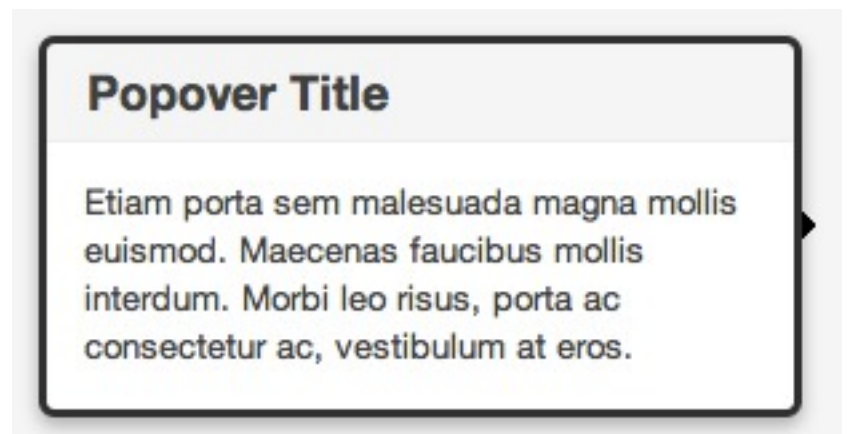 Popover Title
Etiam porta sem malesuada magna mollis
euismod. Maecenas faucibus mollis
interdum. Morbi leo risus, porta ac
consectetur ac, vestibulum at eros.